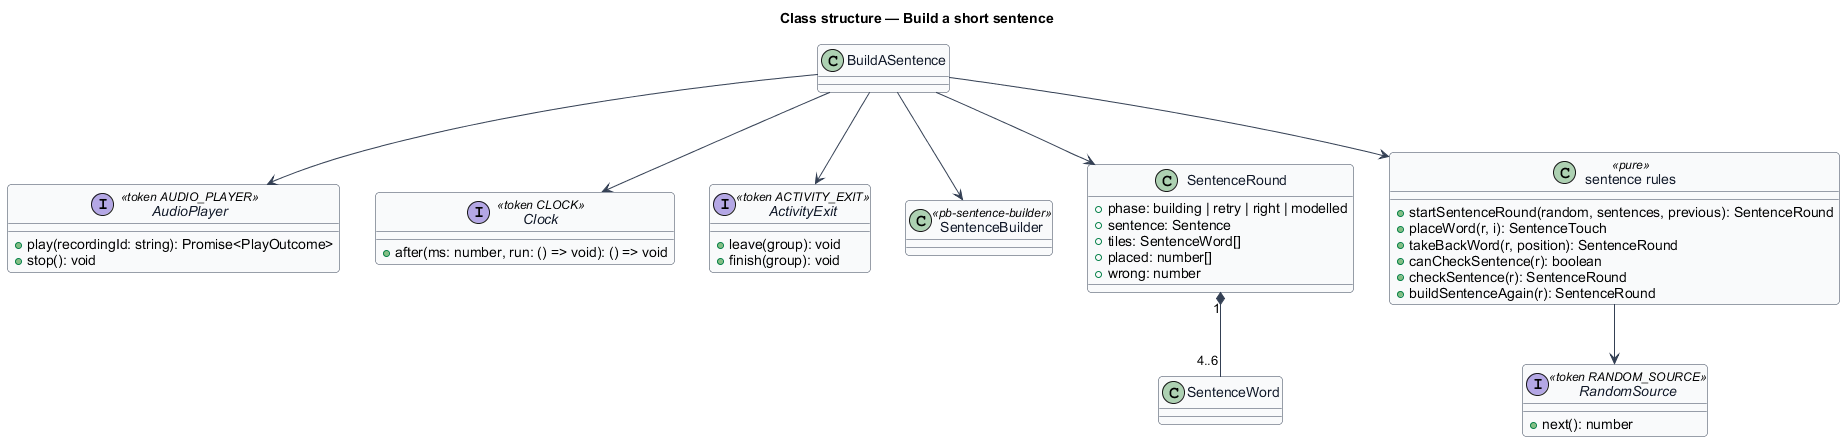 Class structure — Build a short sentence
C BuildASentence
I «token AUDIO_PLAYER»
AudioPlayer
play(recordingId: string): Promise<PlayOutcome>
stop(): void
I «token CLOCK»
Clock
after(ms: number, run: () => void): () => void
I «token ACTIVITY_EXIT»
ActivityExit
leave(group): void
finish(group): void
C «pb-sentence-builder»
SentenceBuilder
C SentenceRound
phase: building | retry | right | modelled
sentence: Sentence
tiles: SentenceWord[]
placed: number[]
wrong: number
C «pure»
sentence rules
startSentenceRound(random, sentences, previous): SentenceRound
placeWord(r, i): SentenceTouch
takeBackWord(r, position): SentenceRound
canCheckSentence(r): boolean
checkSentence(r): SentenceRound
buildSentenceAgain(r): SentenceRound
1
4..6
C SentenceWord
I «token RANDOM_SOURCE»
RandomSource
next(): number